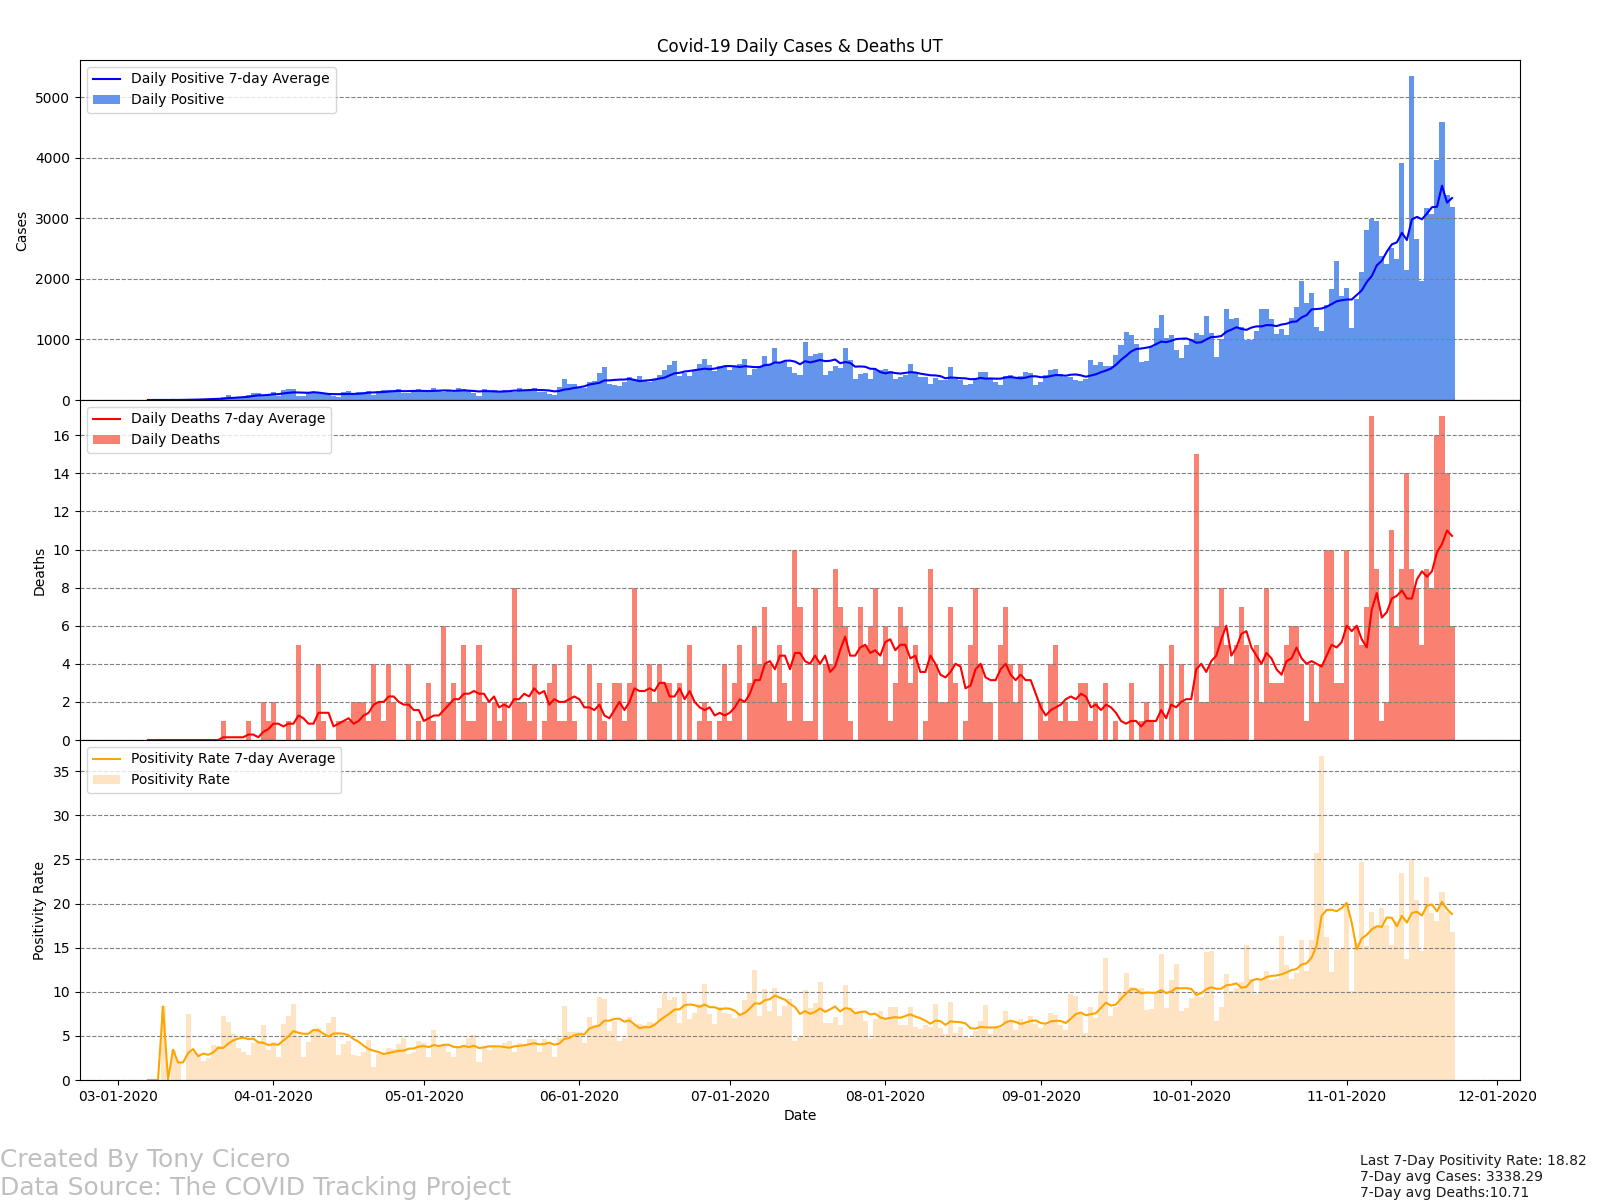 Covid-19 Daily Cases & Deaths UT
Daily Positive 7-day Average
Daily Positive
5000
4000
3000
2000
1000
0
Cases
Daily Deaths 7-day Average
Daily Deaths
16
14
12
10
8
6
4
2
0
Deaths
Positivity Rate 7-day Average
Positivity Rate
35
30
25
20
15
10
5
0
Positivity Rate
03-01-2020 04-01-2020 05-01-2020 06-01-2020 07-01-2020 08-01-2020 09-01-2020 10-01-2020 11-01-2020 12-01-2020
Date
Created By Tony Cicero
Data Source: The COVID Tracking Project
Last 7-Day Positivity Rate: 18.82
7-Day avg Cases: 3338.29
7-Day avg Deaths:10.71